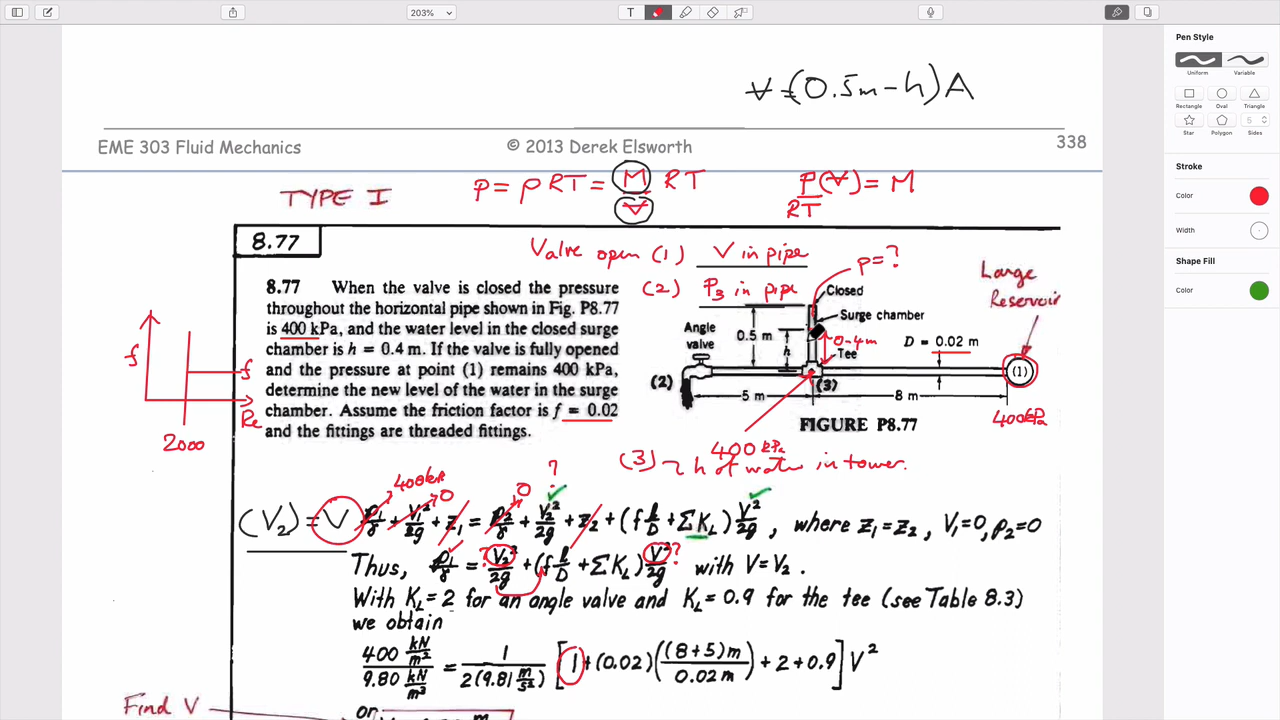 203%
T
Pen Style
Uniform
Variable
Rectangle
Oval
Triangle
Star
Polygon
5
Sides
Stroke
Color
Width
Shape Fill
Color
V = (0.5m - h) A
EME 303 Fluid Mechanics
© 2013 Derek Elsworth
338
TYPE I
P = ρRT = M/V RT
P(V)/RT = M
8.77
Valve open (1) V in pipe
(2) P3 in pipe
p = ?
Large
Reservoir
8.77 When the valve is closed the pressure
throughout the horizontal pipe shown in Fig. P8.77
is 400 kPa, and the water level in the closed surge
chamber is h = 0.4 m. If the valve is fully opened
and the pressure at point (1) remains 400 kPa,
determine the new level of the water in the surge
chamber. Assume the friction factor is f = 0.02
and the fittings are threaded fittings.
f
f
Re
2000
Closed
Surge chamber
Angle
valve
0.5 m
h
0.4m
Tee
D = 0.02 m
(1)
(2)
(3)
5 m
8 m
400kPa
FIGURE P8.77
400 kPa
(3) ~ h of water in tower.
400kPa
0
0
?
(V2) = V p1/γ + V1²/2g + z1 = p2/γ + V2²/2g + z2 + (f l/D + ΣKL) V²/2g, where z1=z2, V1=0, p2=0
Thus, p1/γ = ? V2²/2g + (f l/D + ΣKL) V²/2g ? with V=V2.
With KL=2 for an angle valve and KL=0.9 for the tee (see Table 8.3)
we obtain
400 kN/m² / 9.80 kN/m³ = 1/2(9.81 m/s²) [1+(0.02)((8+5)m/0.02m)+2+0.9] V²
Find V
or